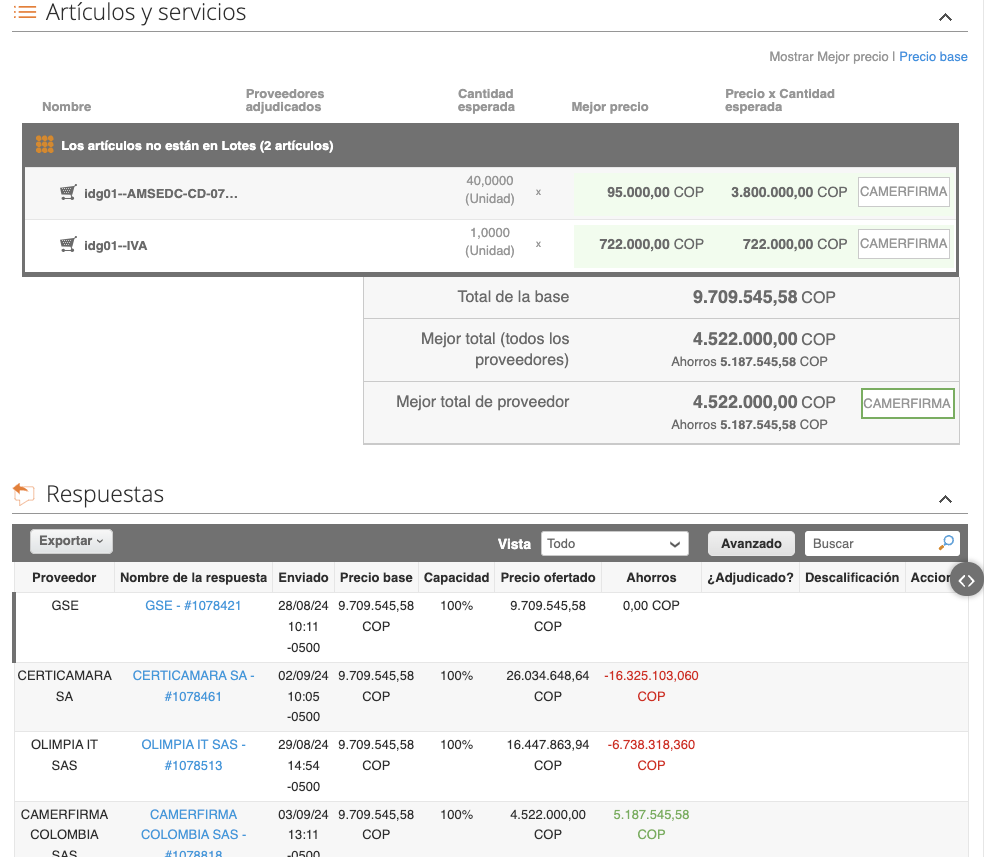 Artículos y servicios
Mostrar Mejor precio | Precio base
Nombre Proveedores adjudicados Cantidad esperada Mejor precio Precio x Cantidad esperada
Los artículos no están en Lotes (2 artículos)
idg01--AMSEDC-CD-07... 40,0000 (Unidad) x 95.000,00 COP 3.800.000,00 COP CAMERFIRMA
idg01--IVA 1,0000 (Unidad) x 722.000,00 COP 722.000,00 COP CAMERFIRMA
Total de la base 9.709.545,58 COP
Mejor total (todos los proveedores) 4.522.000,00 COP
Ahorros 5.187.545,58 COP
Mejor total de proveedor 4.522.000,00 COP CAMERFIRMA
Ahorros 5.187.545,58 COP
Respuestas
Exportar Vista Todo Avanzado Buscar
Proveedor Nombre de la respuesta Enviado Precio base Capacidad Precio ofertado Ahorros ¿Adjudicado? Descalificación Accion
GSE GSE - #1078421 28/08/24 10:11 -0500 9.709.545,58 COP 100% 9.709.545,58 COP 0,00 COP
CERTICAMARA SA CERTICAMARA SA - #1078461 02/09/24 10:05 -0500 9.709.545,58 COP 100% 26.034.648,64 COP -16.325.103,060 COP
OLIMPIA IT SAS OLIMPIA IT SAS - #1078513 29/08/24 14:54 -0500 9.709.545,58 COP 100% 16.447.863,94 COP -6.738.318,360 COP
CAMERFIRMA COLOMBIA SAS CAMERFIRMA COLOMBIA SAS - #1078818 03/09/24 13:11 -0500 9.709.545,58 COP 100% 4.522.000,00 COP 5.187.545,58 COP